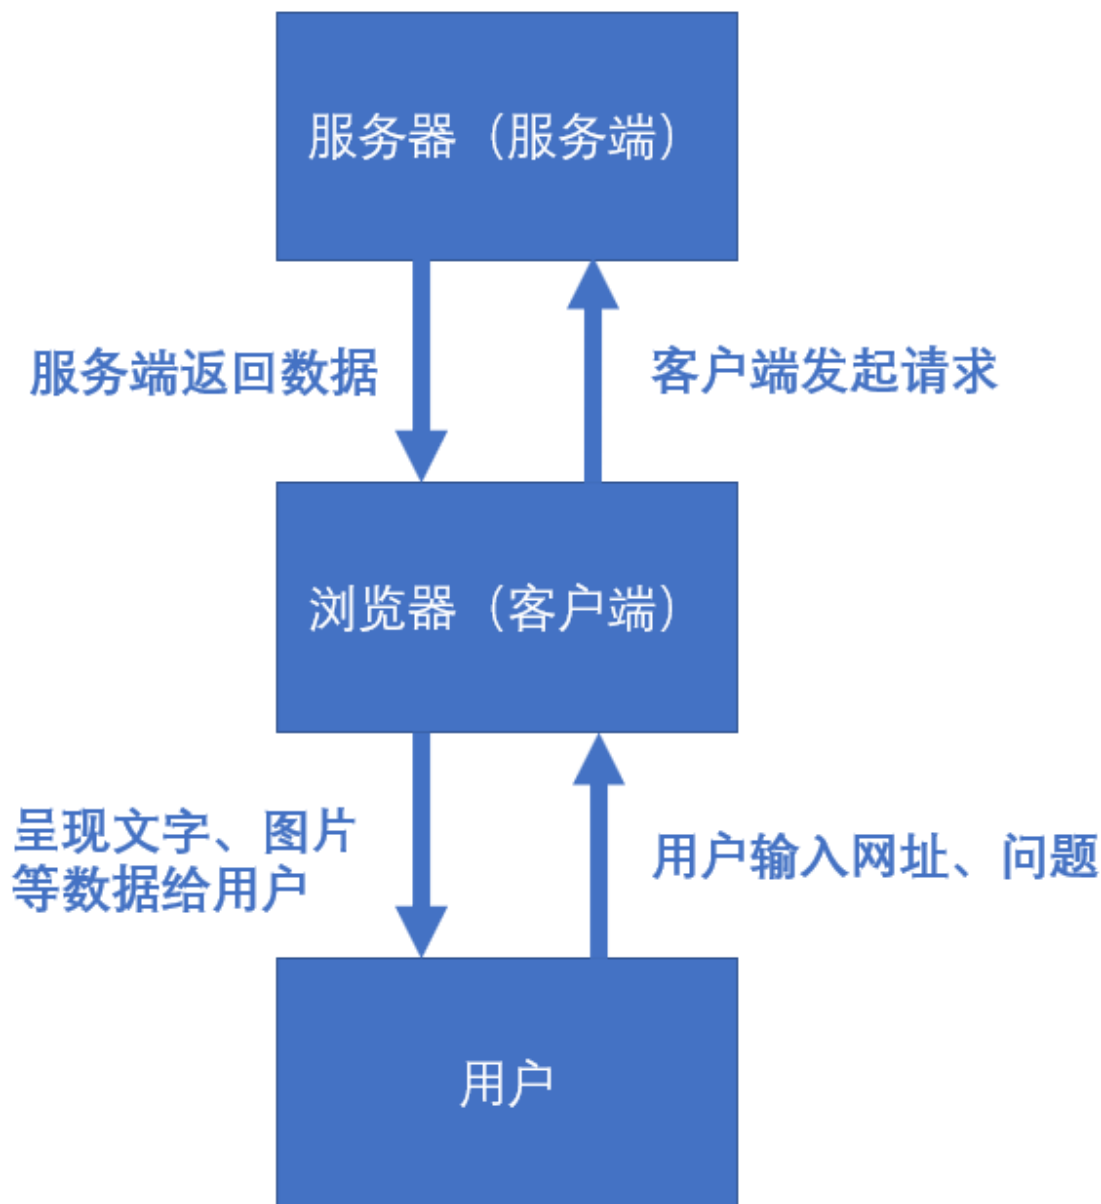 服务器（服务端）
服务端返回数据
客户端发起请求
浏览器（客户端）
呈现文字、图片
等数据给用户
用户输入网址、问题
用户